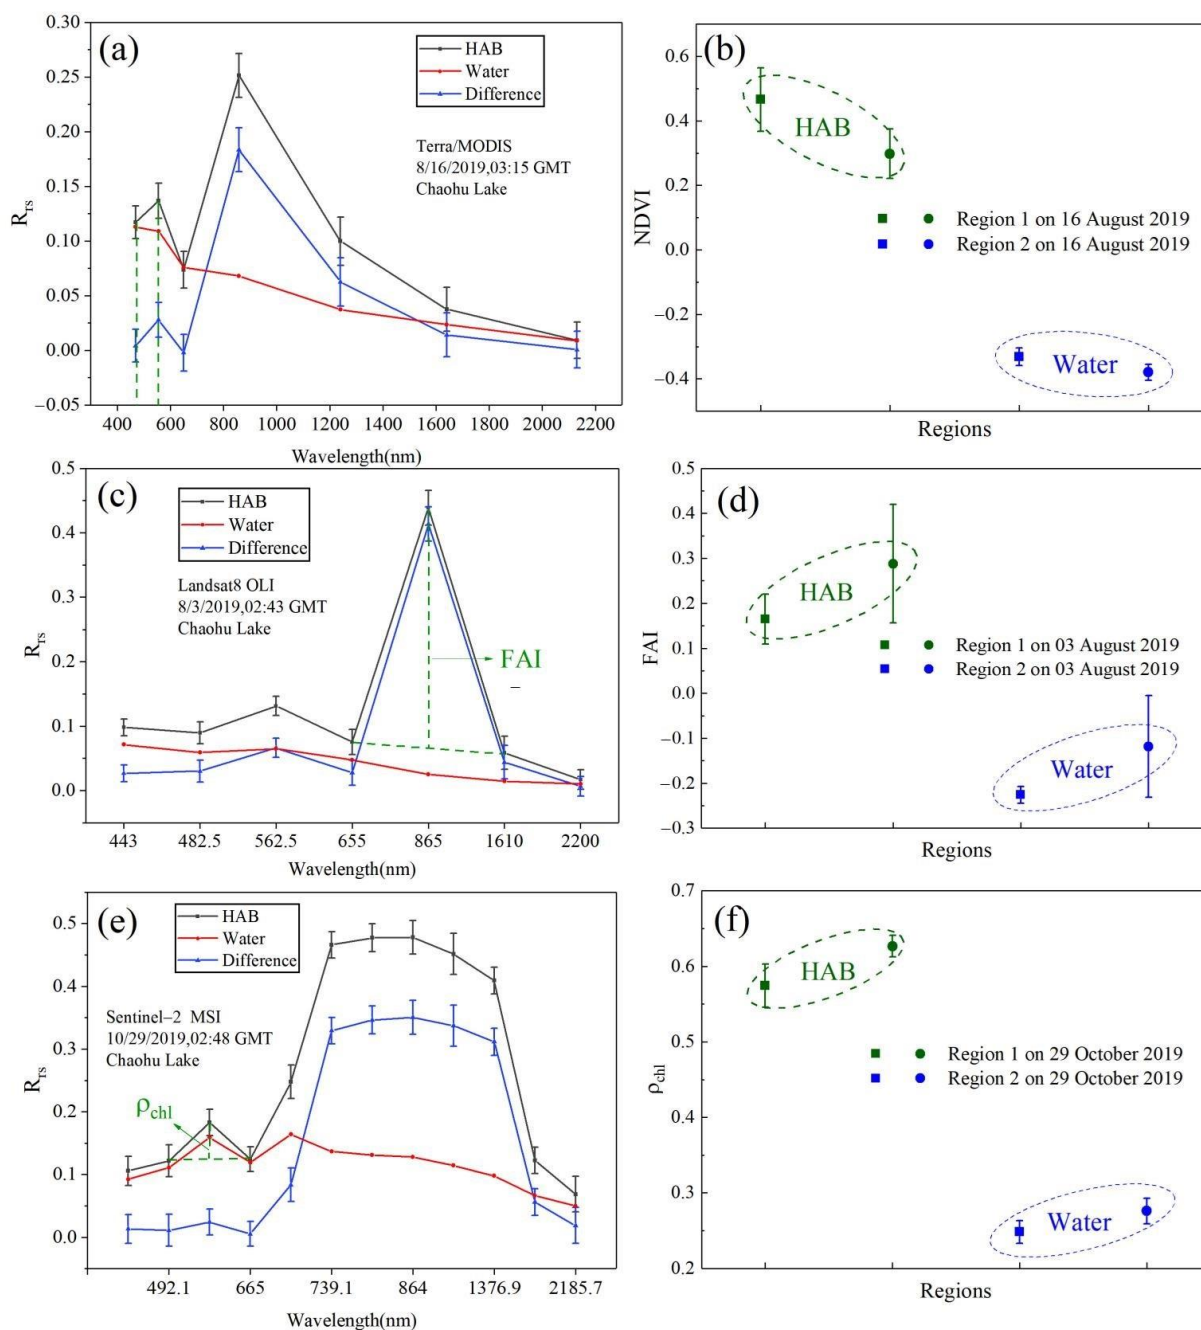 (a)
HAB
Water
Difference
Terra/MODIS
8/16/2019,03:15 GMT
Chaohu Lake
R_rs
0.30
0.25
0.20
0.15
0.10
0.05
0.00
–0.05
400 600 800 1000 1200 1400 1600 1800 2000 2200
Wavelength(nm)
(b)
NDVI
0.6
0.4
0.2
0.0
–0.2
–0.4
HAB
Region 1 on 16 August 2019
Region 2 on 16 August 2019
Water
Regions
(c)
HAB
Water
Difference
Landsat8 OLI
8/3/2019,02:43 GMT
Chaohu Lake
FAI
–
R_rs
0.5
0.4
0.3
0.2
0.1
0.0
443 482.5 562.5 655 865 1610 2200
Wavelength(nm)
(d)
FAI
0.5
0.4
0.3
0.2
0.1
0.0
–0.1
–0.2
–0.3
HAB
Region 1 on 03 August 2019
Region 2 on 03 August 2019
Water
Regions
(e)
HAB
Water
Difference
Sentinel–2 MSI
10/29/2019,02:48 GMT
Chaohu Lake
ρ_chl
R_rs
0.5
0.4
0.3
0.2
0.1
0.0
492.1 665 739.1 864 1376.9 2185.7
Wavelength(nm)
(f)
ρ_chl
0.7
0.6
0.5
0.4
0.3
0.2
HAB
Region 1 on 29 October 2019
Region 2 on 29 October 2019
Water
Regions